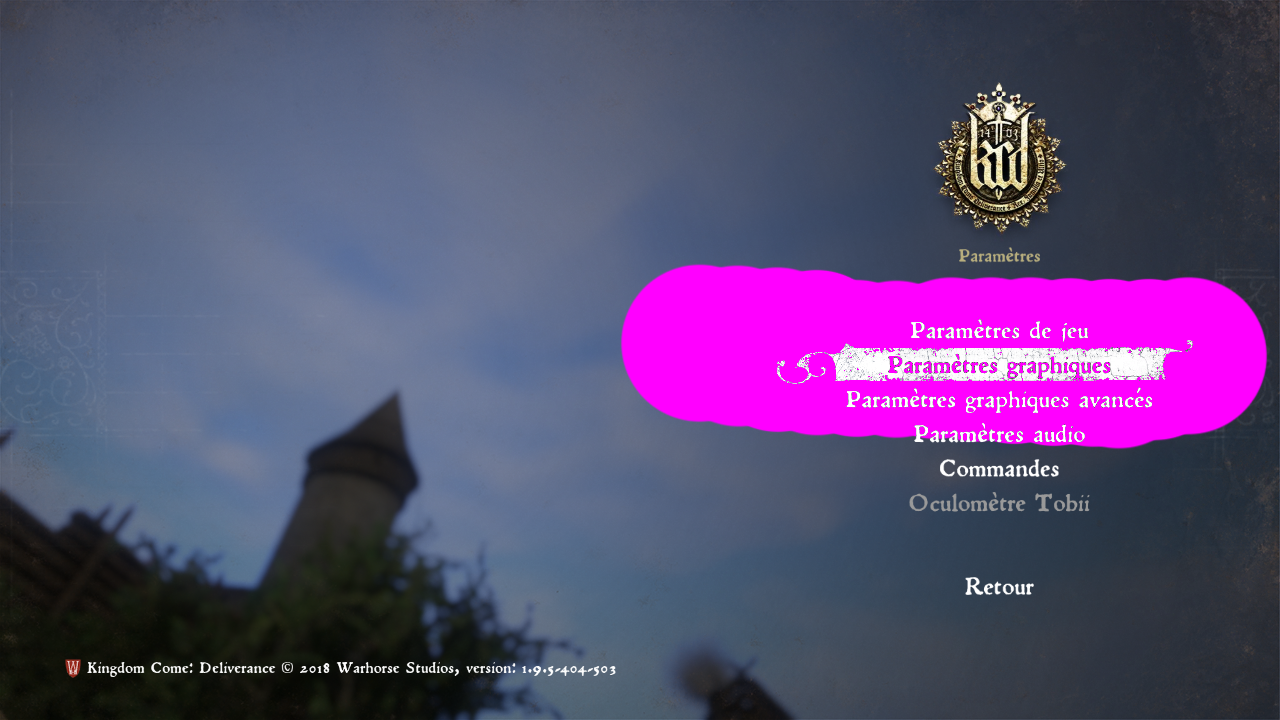 1403
Paramètres
Paramètres de jeu
Paramètres graphiques
Paramètres graphiques avancés
Paramètres audio
Commandes
Oculomètre Tobii
Retour
Kingdom Come: Deliverance © 2018 Warhorse Studios, version: 1.9.5-404-503